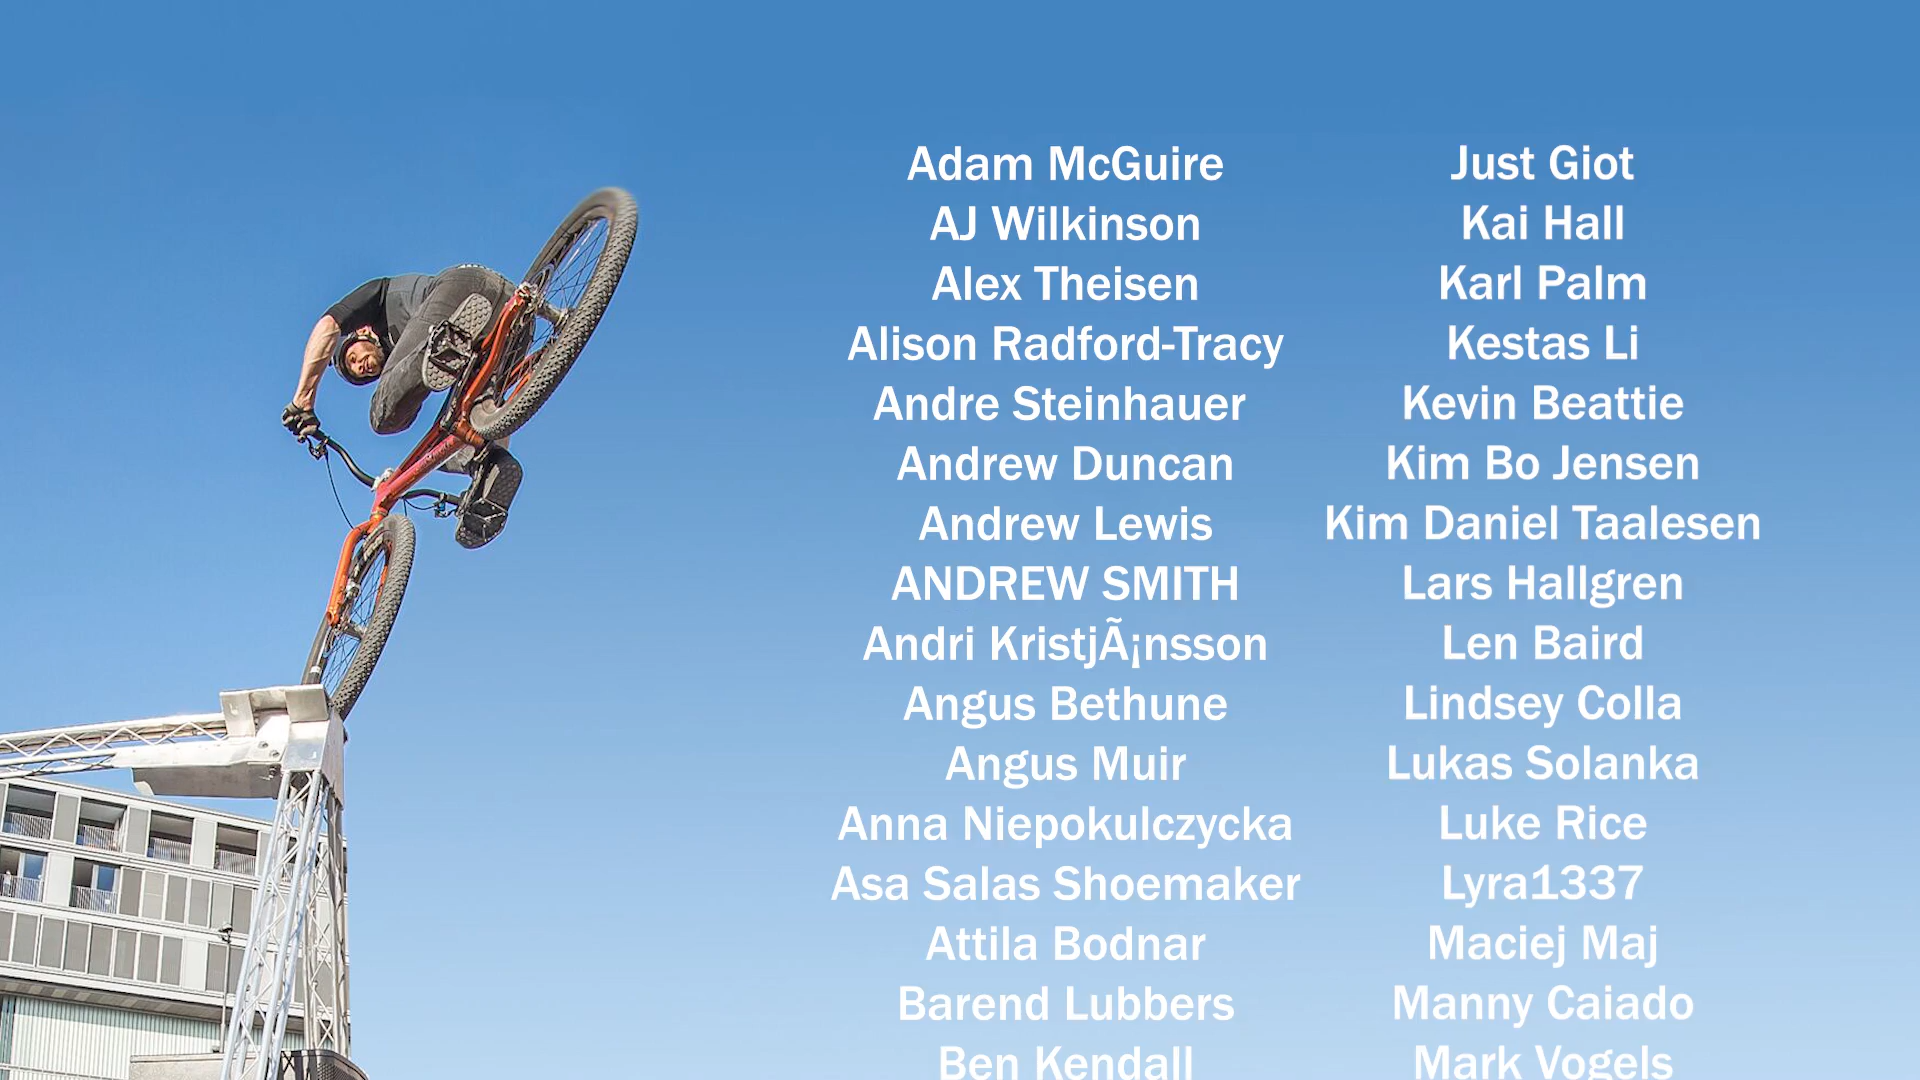 Adam McGuire
AJ Wilkinson
Alex Theisen
Alison Radford-Tracy
Andre Steinhauer
Andrew Duncan
Andrew Lewis
ANDREW SMITH
Andri KristjÃ¡nsson
Angus Bethune
Angus Muir
Anna Niepokulczycka
Asa Salas Shoemaker
Attila Bodnar
Barend Lubbers
Ben Kendall
Just Giot
Kai Hall
Karl Palm
Kestas Li
Kevin Beattie
Kim Bo Jensen
Kim Daniel Taalesen
Lars Hallgren
Len Baird
Lindsey Colla
Lukas Solanka
Luke Rice
Lyra1337
Maciej Maj
Manny Caiado
Mark Vogels